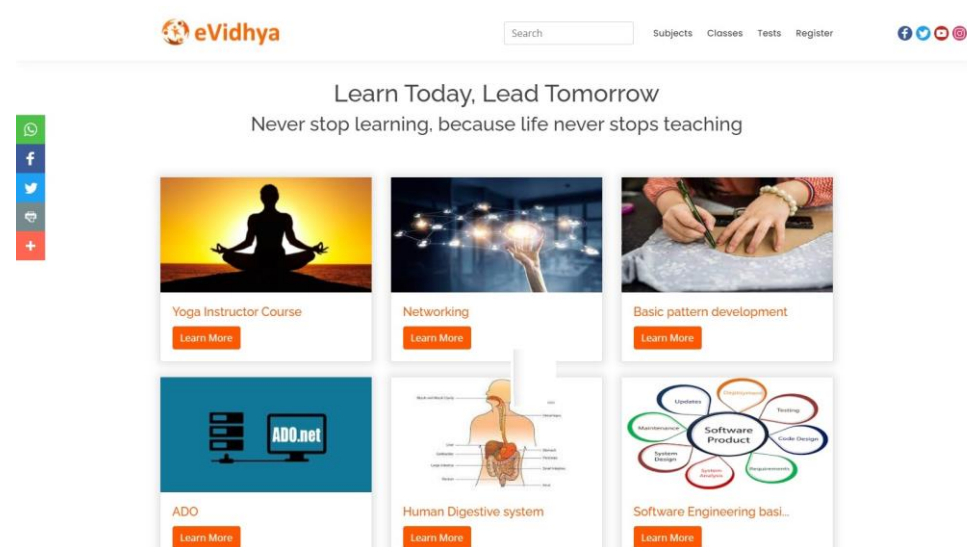 eVidhya
Search
Subjects Classes Tests Register
Learn Today, Lead Tomorrow
Never stop learning, because life never stops teaching
Yoga Instructor Course
Learn More
Networking
Learn More
Basic pattern development
Learn More
ADO.net
ADO
Learn More
Human Digestive system
Learn More
Updates
Testing
Maintenance
Software
Product
Code Design
System
Design
System
Analysis
Requirements
Software Engineering basi...
Learn More